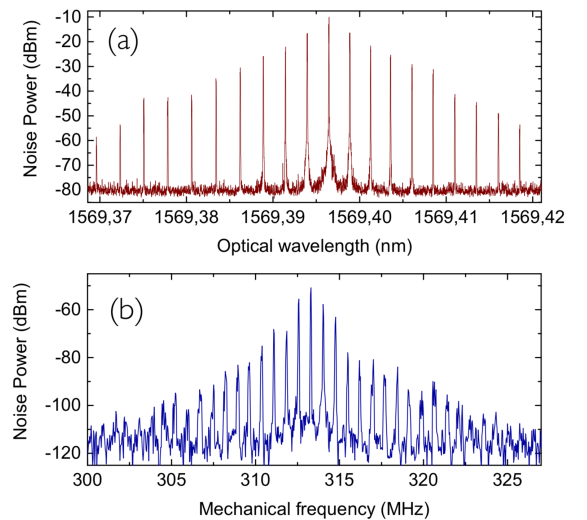 (a)
Noise Power (dBm)
-10
-20
-30
-40
-50
-60
-70
-80
1569,37 1569,38 1569,39 1569,40 1569,41 1569,42
Optical wavelength (nm)
(b)
Noise Power (dBm)
-60
-80
-100
-120
300 305 310 315 320 325
Mechanical frequency (MHz)